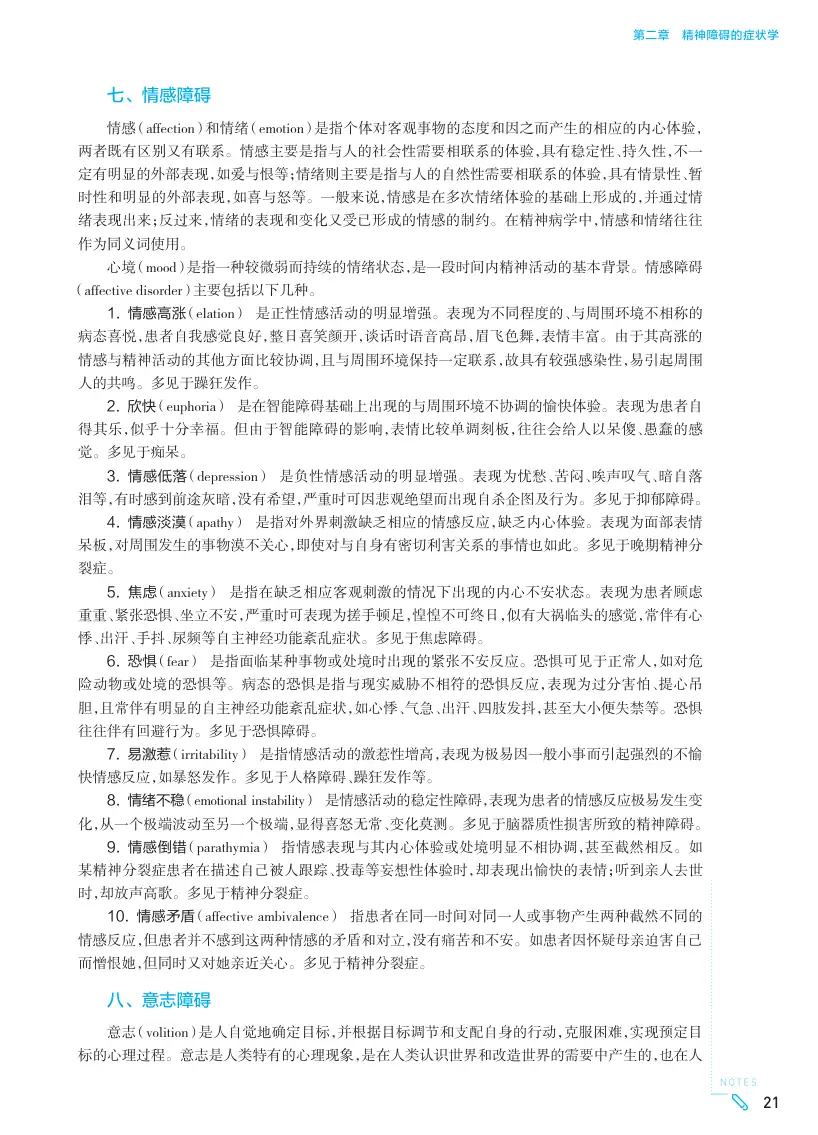 第二章　精神障碍的症状学
七、情感障碍
情感（affection）和情绪（emotion）是指个体对客观事物的态度和因之而产生的相应的内心体验，
两者既有区别又有联系。情感主要是指与人的社会性需要相联系的体验，具有稳定性、持久性，不一
定有明显的外部表现，如爱与恨等；情绪则主要是指与人的自然性需要相联系的体验，具有情景性、暂
时性和明显的外部表现，如喜与怒等。一般来说，情感是在多次情绪体验的基础上形成的，并通过情
绪表现出来；反过来，情绪的表现和变化又受已形成的情感的制约。在精神病学中，情感和情绪往往
作为同义词使用。
心境（mood）是指一种较微弱而持续的情绪状态，是一段时间内精神活动的基本背景。情感障碍
（affective disorder）主要包括以下几种。
1. 情感高涨（elation）　是正性情感活动的明显增强。表现为不同程度的、与周围环境不相称的
病态喜悦，患者自我感觉良好，整日喜笑颜开，谈话时语音高昂，眉飞色舞，表情丰富。由于其高涨的
情感与精神活动的其他方面比较协调，且与周围环境保持一定联系，故具有较强感染性，易引起周围
人的共鸣。多见于躁狂发作。
2. 欣快（euphoria）　是在智能障碍基础上出现的与周围环境不协调的愉快体验。表现为患者自
得其乐，似乎十分幸福。但由于智能障碍的影响，表情比较单调刻板，往往会给人以呆傻、愚蠢的感
觉。多见于痴呆。
3. 情感低落（depression）　是负性情感活动的明显增强。表现为忧愁、苦闷、唉声叹气、暗自落
泪等，有时感到前途灰暗，没有希望，严重时可因悲观绝望而出现自杀企图及行为。多见于抑郁障碍。
4. 情感淡漠（apathy）　是指对外界刺激缺乏相应的情感反应，缺乏内心体验。表现为面部表情
呆板，对周围发生的事物漠不关心，即使对与自身有密切利害关系的事情也如此。多见于晚期精神分
裂症。
5. 焦虑（anxiety）　是指在缺乏相应客观刺激的情况下出现的内心不安状态。表现为患者顾虑
重重、紧张恐惧、坐立不安，严重时可表现为搓手顿足，惶惶不可终日，似有大祸临头的感觉，常伴有心
悸、出汗、手抖、尿频等自主神经功能紊乱症状。多见于焦虑障碍。
6. 恐惧（fear）　是指面临某种事物或处境时出现的紧张不安反应。恐惧可见于正常人，如对危
险动物或处境的恐惧等。病态的恐惧是指与现实威胁不相符的恐惧反应，表现为过分害怕、提心吊
胆，且常伴有明显的自主神经功能紊乱症状，如心悸、气急、出汗、四肢发抖，甚至大小便失禁等。恐惧
往往伴有回避行为。多见于恐惧障碍。
7. 易激惹（irritability）　是指情感活动的激惹性增高，表现为极易因一般小事而引起强烈的不愉
快情感反应，如暴怒发作。多见于人格障碍、躁狂发作等。
8. 情绪不稳（emotional instability）　是情感活动的稳定性障碍，表现为患者的情感反应极易发生变
化，从一个极端波动至另一个极端，显得喜怒无常、变化莫测。多见于脑器质性损害所致的精神障碍。
9. 情感倒错（parathymia）　指情感表现与其内心体验或处境明显不相协调，甚至截然相反。如
某精神分裂症患者在描述自己被人跟踪、投毒等妄想性体验时，却表现出愉快的表情；听到亲人去世
时，却放声高歌。多见于精神分裂症。
10. 情感矛盾（affective ambivalence）　指患者在同一时间对同一人或事物产生两种截然不同的
情感反应，但患者并不感到这两种情感的矛盾和对立，没有痛苦和不安。如患者因怀疑母亲迫害自己
而憎恨她，但同时又对她亲近关心。多见于精神分裂症。
八、意志障碍
意志（volition）是人自觉地确定目标，并根据目标调节和支配自身的行动，克服困难，实现预定目
标的心理过程。意志是人类特有的心理现象，是在人类认识世界和改造世界的需要中产生的，也在人
NOTES
21